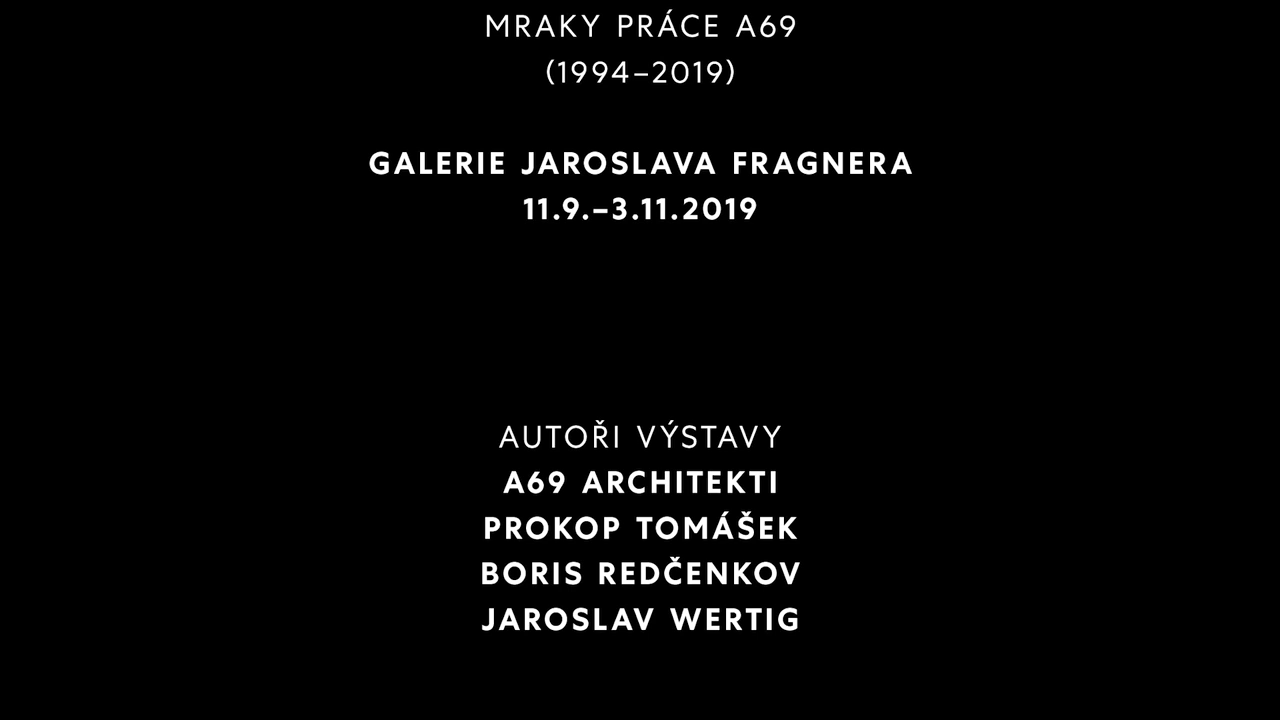 MRAKY PRÁCE A69
(1994–2019)
GALERIE JAROSLAVA FRAGNERA
11.9.–3.11.2019
AUTOŘI VÝSTAVY
A69 ARCHITEKTI
PROKOP TOMÁŠEK
BORIS REDČENKOV
JAROSLAV WERTIG